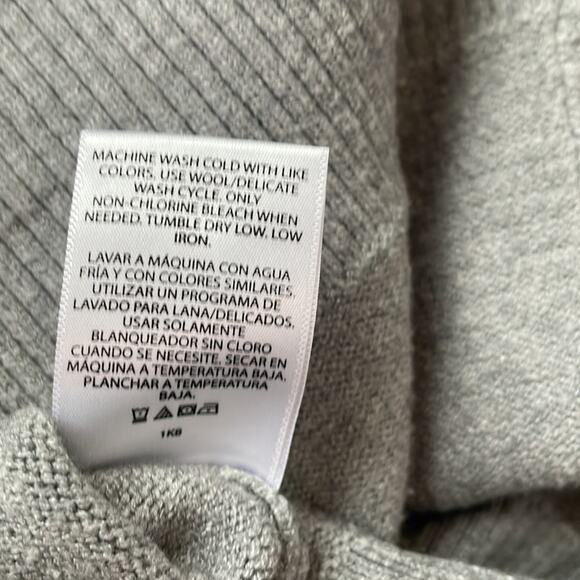 MACHINE WASH COLD WITH LIKE
COLORS. USE WOOL/DELICATE
WASH CYCLE. ONLY
NON-CHLORINE BLEACH WHEN
NEEDED. TUMBLE DRY LOW. LOW
IRON.
LAVAR A MÁQUINA CON AGUA
FRÍA Y CON COLORES SIMILARES.
UTILIZAR UN PROGRAMA DE
LAVADO PARA LANA/DELICADOS.
USAR SOLAMENTE
BLANQUEADOR SIN CLORO
CUANDO SE NECESITE. SECAR EN
MÁQUINA A TEMPERATURA BAJA.
PLANCHAR A TEMPERATURA
BAJA.
1KB